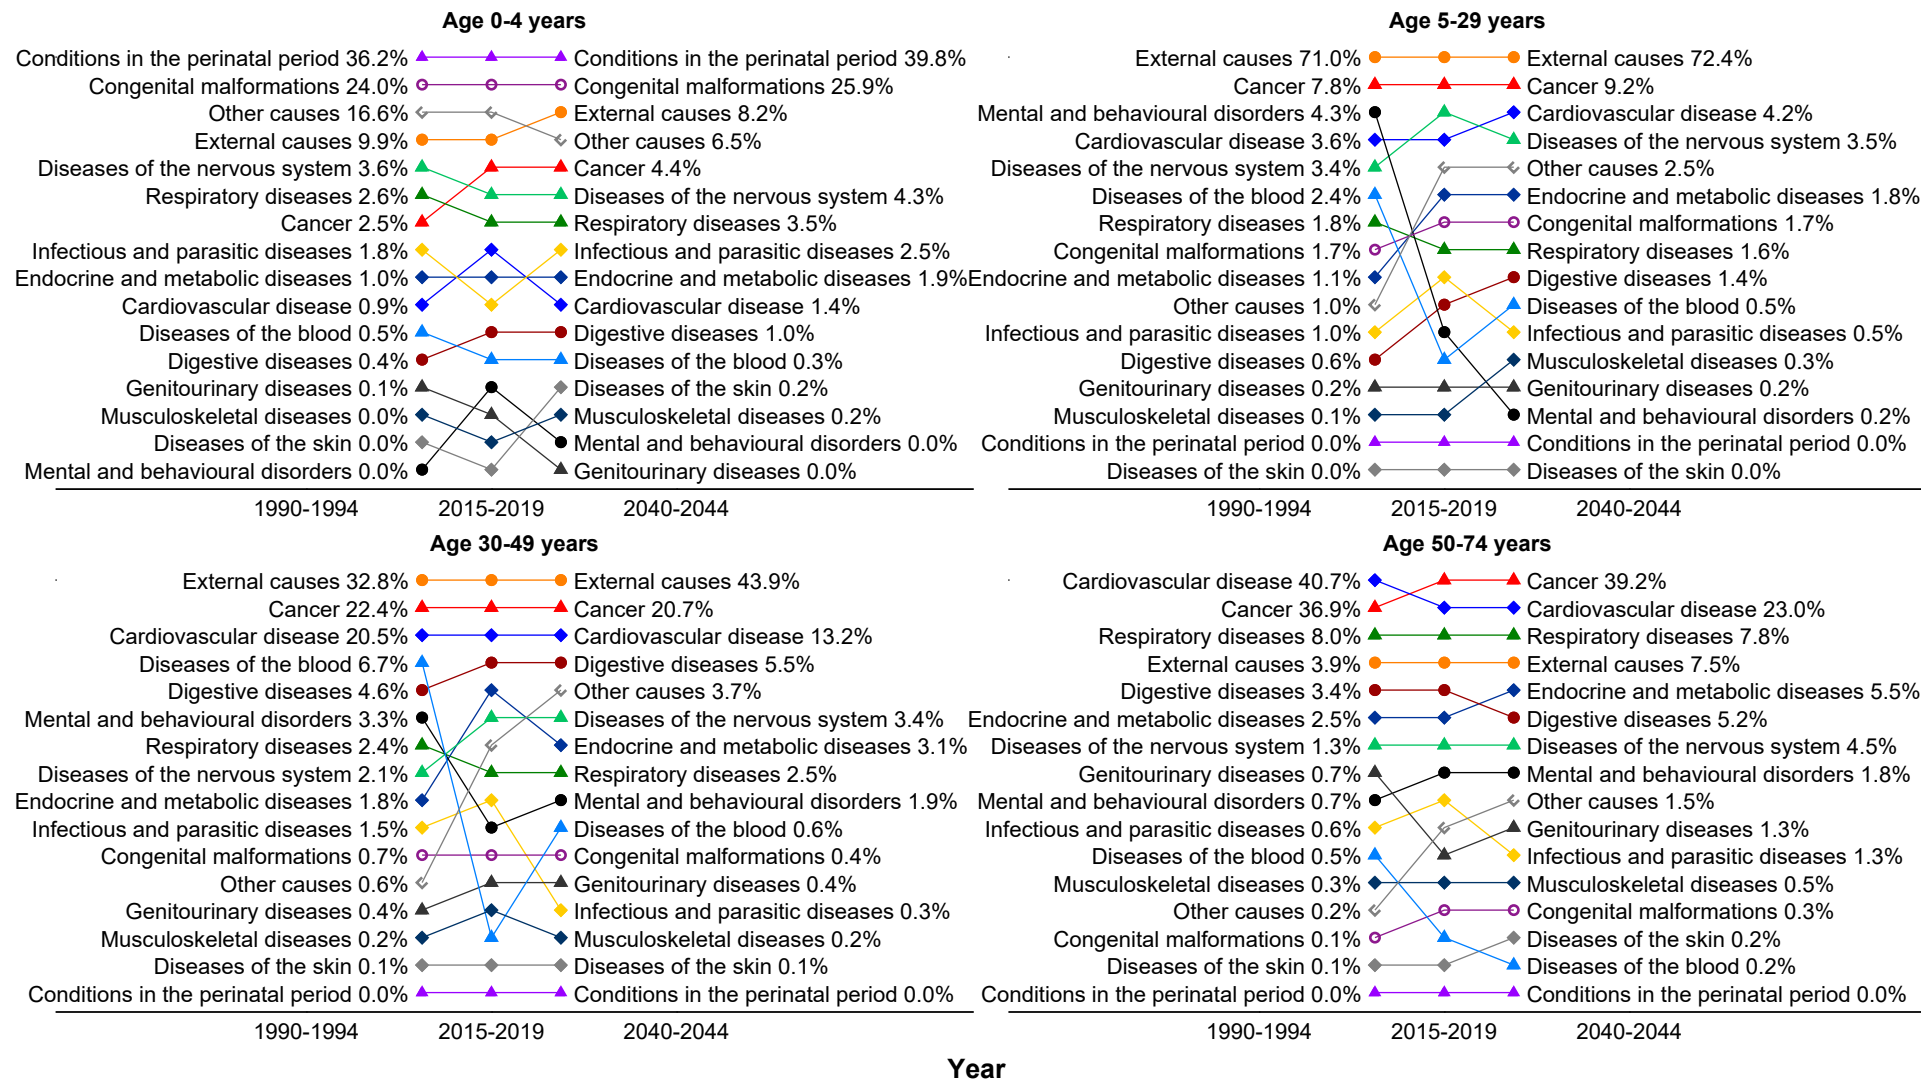 Age 0-4 years
Conditions in the perinatal period 36.2%
Congenital malformations 24.0%
Other causes 16.6%
External causes 9.9%
Diseases of the nervous system 3.6%
Respiratory diseases 2.6%
Cancer 2.5%
Infectious and parasitic diseases 1.8%
Endocrine and metabolic diseases 1.0%
Cardiovascular disease 0.9%
Diseases of the blood 0.5%
Digestive diseases 0.4%
Genitourinary diseases 0.1%
Musculoskeletal diseases 0.0%
Diseases of the skin 0.0%
Mental and behavioural disorders 0.0%
Conditions in the perinatal period 39.8%
Congenital malformations 25.9%
External causes 8.2%
Other causes 6.5%
Cancer 4.4%
Diseases of the nervous system 4.3%
Respiratory diseases 3.5%
Infectious and parasitic diseases 2.5%
Endocrine and metabolic diseases 1.9%
Cardiovascular disease 1.4%
Digestive diseases 1.0%
Diseases of the blood 0.3%
Diseases of the skin 0.2%
Musculoskeletal diseases 0.2%
Mental and behavioural disorders 0.0%
Genitourinary diseases 0.0%
1990-1994 2015-2019 2040-2044
Age 5-29 years
External causes 71.0%
Cancer 7.8%
Mental and behavioural disorders 4.3%
Cardiovascular disease 3.6%
Diseases of the nervous system 3.4%
Diseases of the blood 2.4%
Respiratory diseases 1.8%
Congenital malformations 1.7%
Endocrine and metabolic diseases 1.1%
Other causes 1.0%
Infectious and parasitic diseases 1.0%
Digestive diseases 0.6%
Genitourinary diseases 0.2%
Musculoskeletal diseases 0.1%
Conditions in the perinatal period 0.0%
Diseases of the skin 0.0%
External causes 72.4%
Cancer 9.2%
Cardiovascular disease 4.2%
Diseases of the nervous system 3.5%
Other causes 2.5%
Endocrine and metabolic diseases 1.8%
Congenital malformations 1.7%
Respiratory diseases 1.6%
Digestive diseases 1.4%
Diseases of the blood 0.5%
Infectious and parasitic diseases 0.5%
Musculoskeletal diseases 0.3%
Genitourinary diseases 0.2%
Mental and behavioural disorders 0.2%
Conditions in the perinatal period 0.0%
Diseases of the skin 0.0%
1990-1994 2015-2019 2040-2044
Age 30-49 years
External causes 32.8%
Cancer 22.4%
Cardiovascular disease 20.5%
Diseases of the blood 6.7%
Digestive diseases 4.6%
Mental and behavioural disorders 3.3%
Respiratory diseases 2.4%
Diseases of the nervous system 2.1%
Endocrine and metabolic diseases 1.8%
Infectious and parasitic diseases 1.5%
Congenital malformations 0.7%
Other causes 0.6%
Genitourinary diseases 0.4%
Musculoskeletal diseases 0.2%
Diseases of the skin 0.1%
Conditions in the perinatal period 0.0%
External causes 43.9%
Cancer 20.7%
Cardiovascular disease 13.2%
Digestive diseases 5.5%
Other causes 3.7%
Diseases of the nervous system 3.4%
Endocrine and metabolic diseases 3.1%
Respiratory diseases 2.5%
Mental and behavioural disorders 1.9%
Diseases of the blood 0.6%
Congenital malformations 0.4%
Genitourinary diseases 0.4%
Infectious and parasitic diseases 0.3%
Musculoskeletal diseases 0.2%
Diseases of the skin 0.1%
Conditions in the perinatal period 0.0%
1990-1994 2015-2019 2040-2044
Age 50-74 years
Cardiovascular disease 40.7%
Cancer 36.9%
Respiratory diseases 8.0%
External causes 3.9%
Digestive diseases 3.4%
Endocrine and metabolic diseases 2.5%
Diseases of the nervous system 1.3%
Genitourinary diseases 0.7%
Mental and behavioural disorders 0.7%
Infectious and parasitic diseases 0.6%
Diseases of the blood 0.5%
Musculoskeletal diseases 0.3%
Other causes 0.2%
Congenital malformations 0.1%
Diseases of the skin 0.1%
Conditions in the perinatal period 0.0%
Cancer 39.2%
Cardiovascular disease 23.0%
Respiratory diseases 7.8%
External causes 7.5%
Endocrine and metabolic diseases 5.5%
Digestive diseases 5.2%
Diseases of the nervous system 4.5%
Mental and behavioural disorders 1.8%
Other causes 1.5%
Genitourinary diseases 1.3%
Infectious and parasitic diseases 1.3%
Musculoskeletal diseases 0.5%
Congenital malformations 0.3%
Diseases of the skin 0.2%
Diseases of the blood 0.2%
Conditions in the perinatal period 0.0%
1990-1994 2015-2019 2040-2044
Year